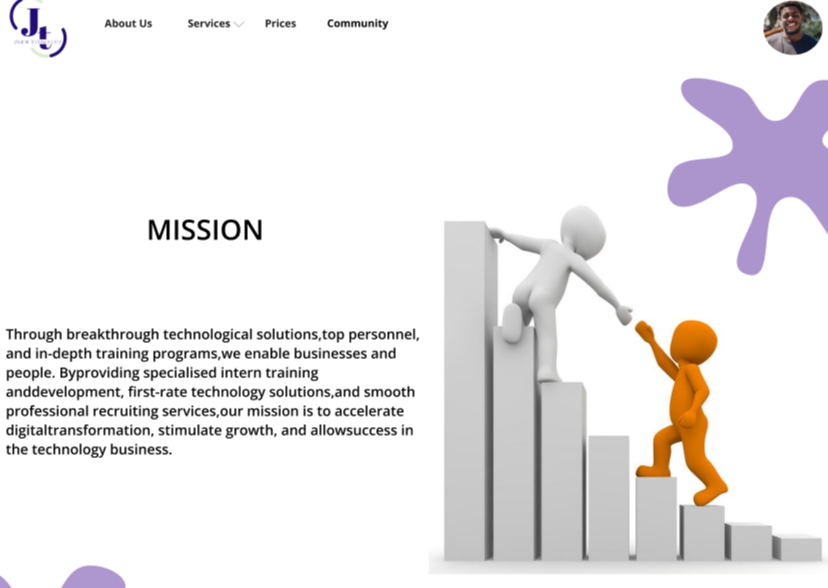 Jt
About Us
Services
Prices
Community
MISSION
Through breakthrough technological solutions,top personnel,
and in-depth training programs,we enable businesses and
people. Byproviding specialised intern training
anddevelopment, first-rate technology solutions,and smooth
professional recruiting services,our mission is to accelerate
digitaltransformation, stimulate growth, and allowsuccess in
the technology business.